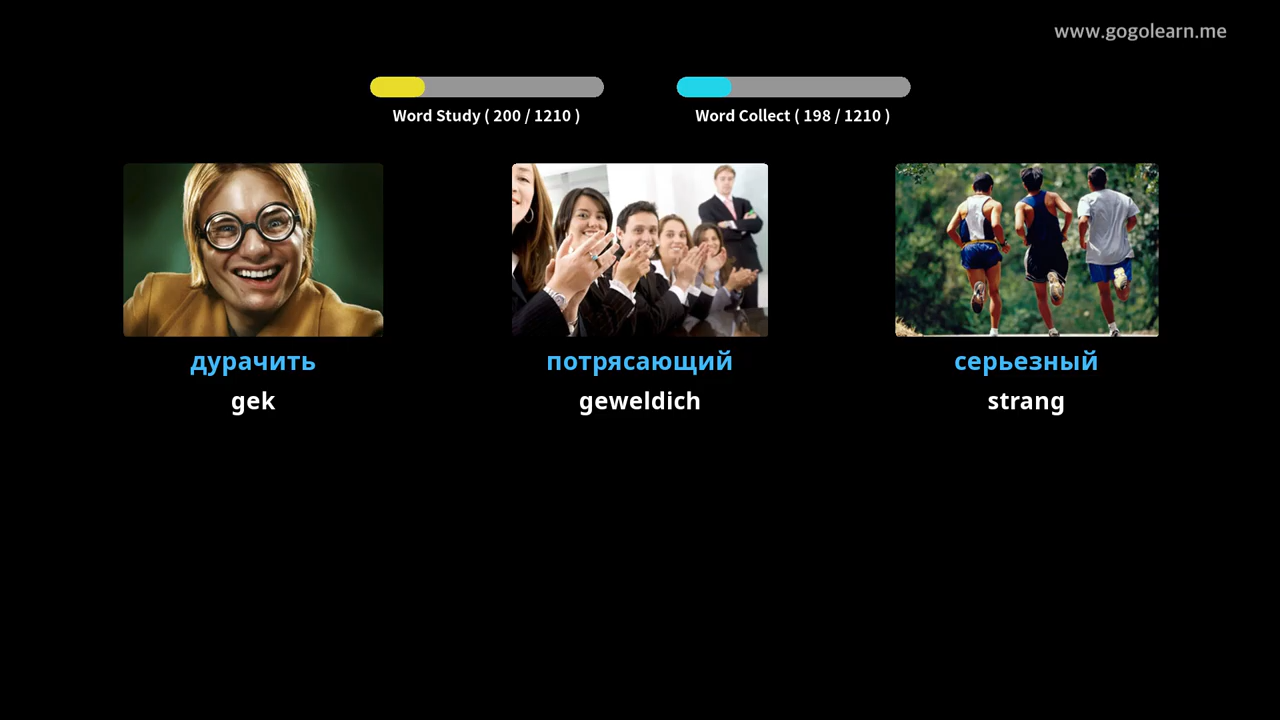 www.gogolearn.me
Word Study ( 200 / 1210 )
Word Collect ( 198 / 1210 )
дурачить
потрясающий
серьезный
gek
geweldich
strang